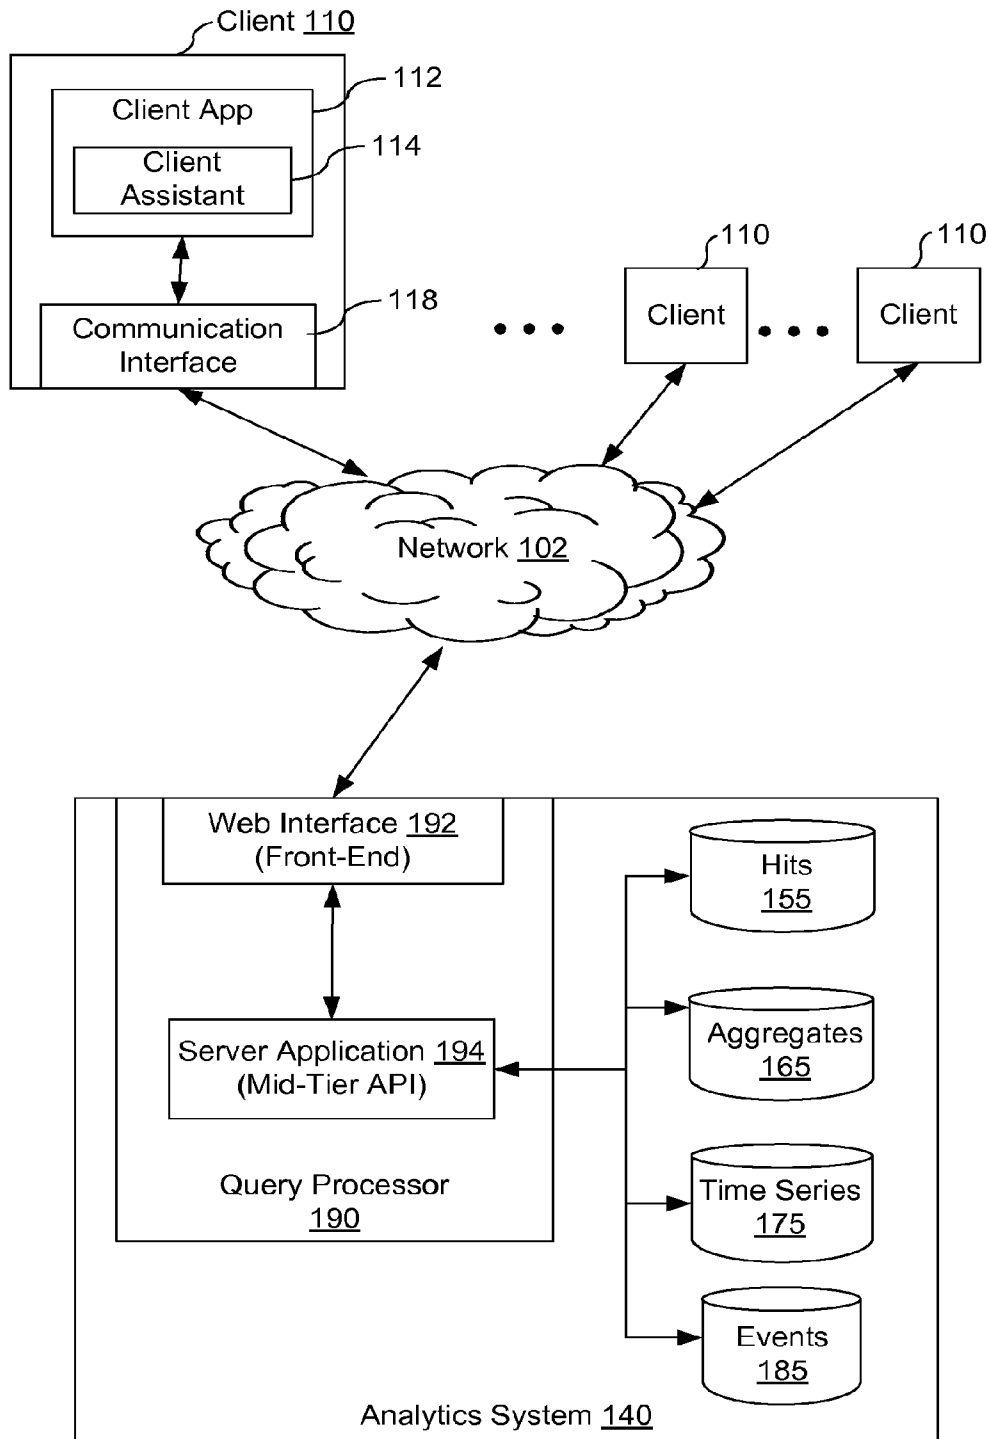 Client 110
112
Client App
114
Client
Assistant
118
Communication
Interface
110
Client
110
Client
Network 102
Web Interface 192
(Front-End)
Server Application 194
(Mid-Tier API)
Query Processor
190
Hits
155
Aggregates
165
Time Series
175
Events
185
Analytics System 140